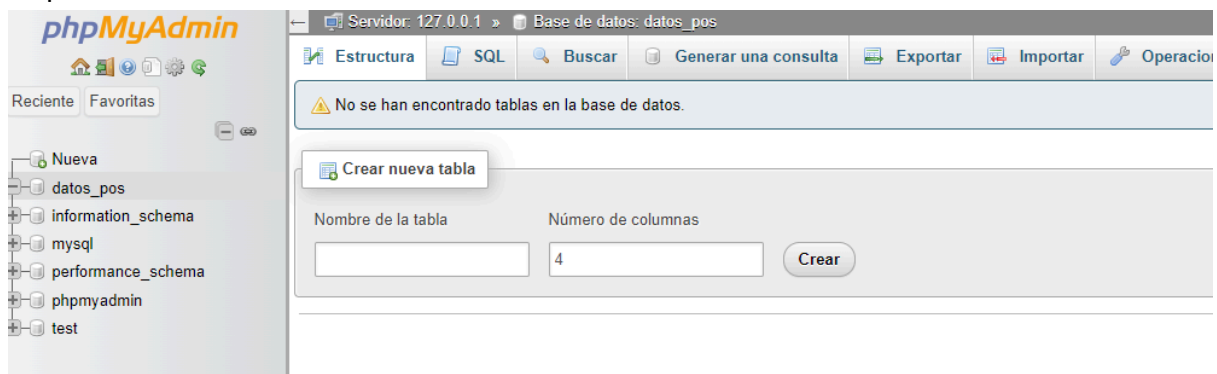 phpMyAdmin
Reciente Favoritas
Nueva
datos_pos
information_schema
mysql
performance_schema
phpmyadmin
test
Servidor: 127.0.0.1 » Base de datos: datos_pos
Estructura SQL Buscar Generar una consulta Exportar Importar Operacion
No se han encontrado tablas en la base de datos.
Crear nueva tabla
Nombre de la tabla Número de columnas
4 Crear